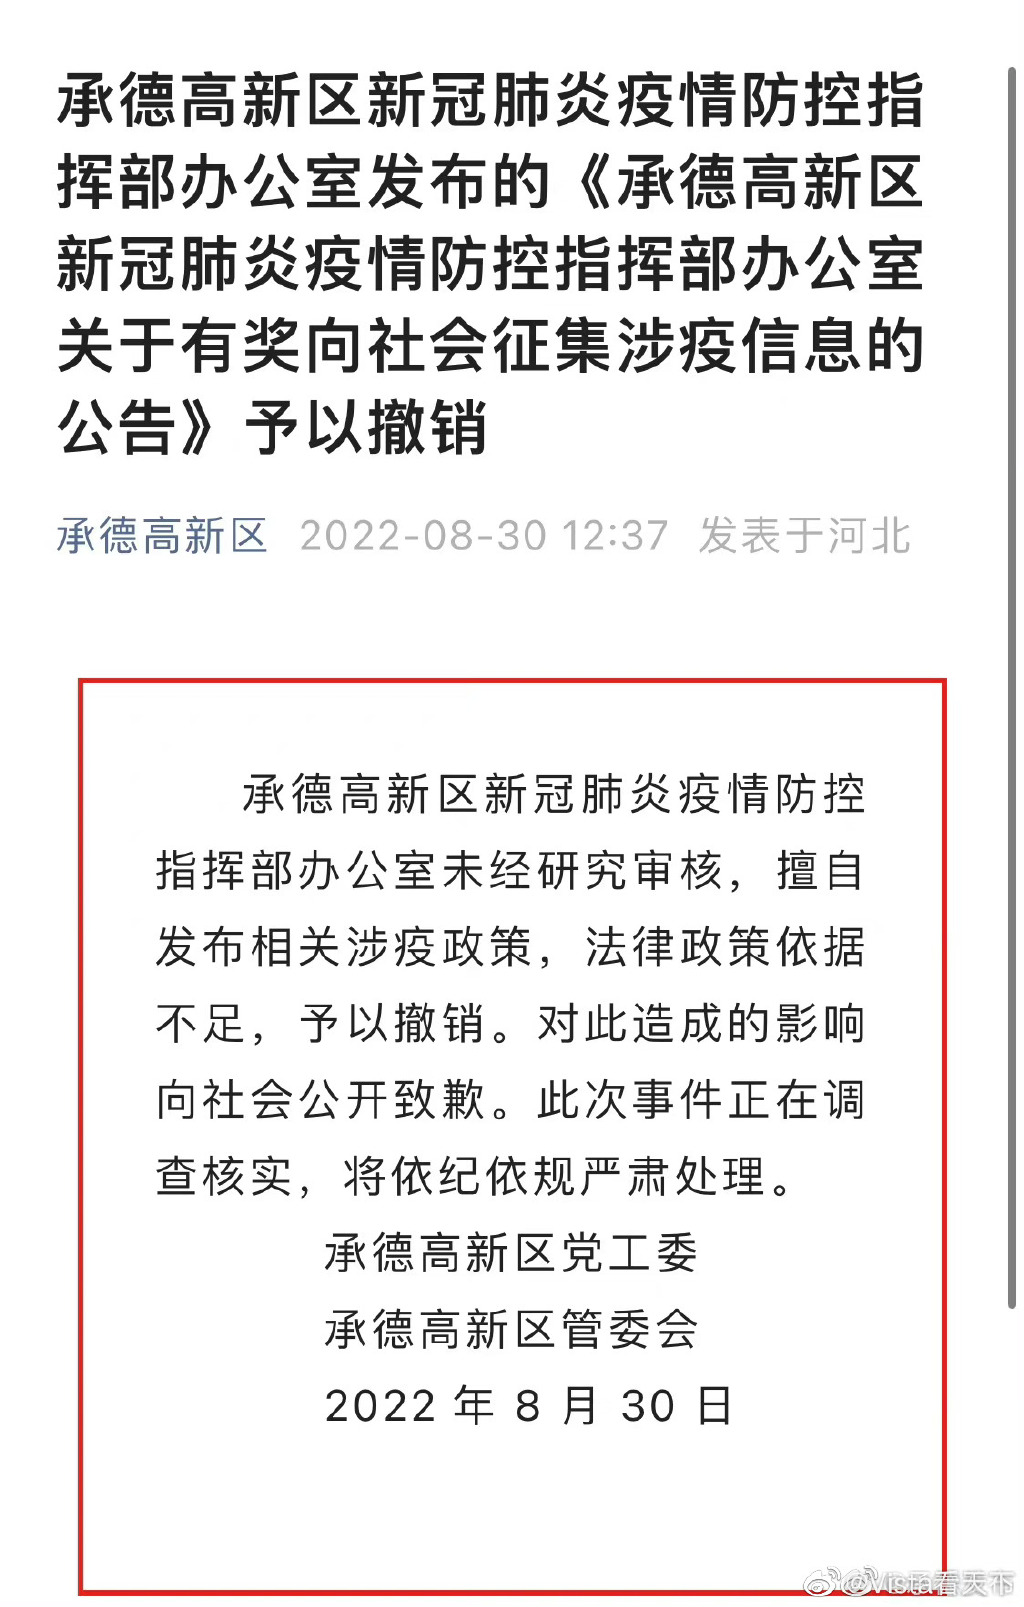 承德高新区新冠肺炎疫情防控指
挥部办公室发布的《承德高新区
新冠肺炎疫情防控指挥部办公室
关于有奖向社会征集涉疫信息的
公告》予以撤销
承德高新区 2022-08-30 12:37 发表于河北
承德高新区新冠肺炎疫情防控
指挥部办公室未经研究审核，擅自
发布相关涉疫政策，法律政策依据
不足，予以撤销。对此造成的影响
向社会公开致歉。此次事件正在调
查核实，将依纪依规严肃处理。
承德高新区党工委
承德高新区管委会
2022 年 8 月 30 日